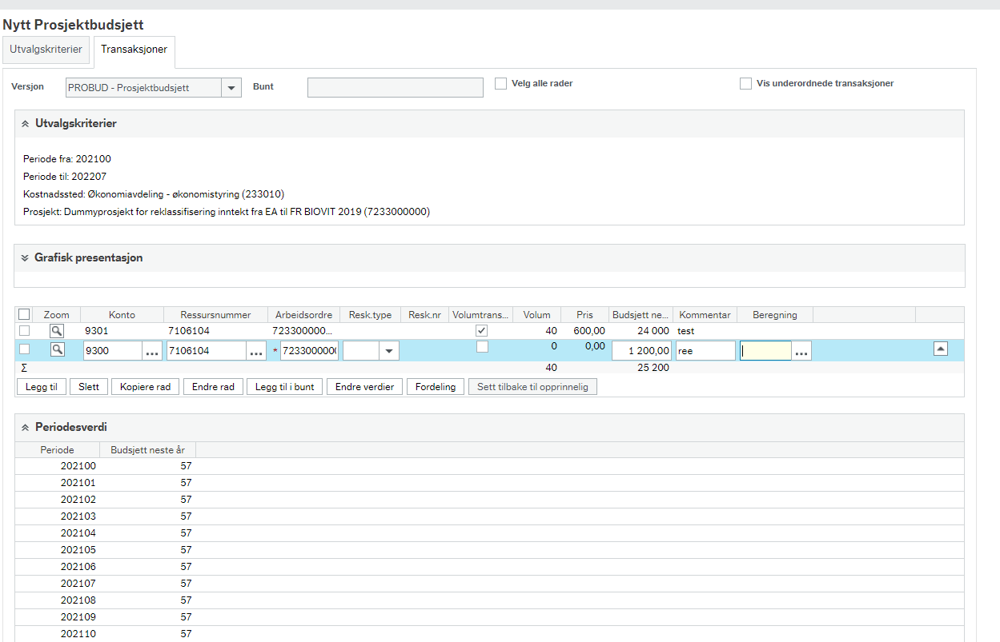 Nytt Prosjektbudsjett
Utvalgskriterier Transaksjoner
Versjon PROBUD - Prosjektbudsjett Bunt Velg alle rader Vis underordnede transaksjoner
Utvalgskriterier
Periode fra: 202100
Periode til: 202207
Kostnadssted: Økonomiavdeling - økonomistyring (233010)
Prosjekt: Dummyprosjekt for reklassifisering inntekt fra EA til FR BIOVIT 2019 (7233000000)
Grafisk presentasjon
Zoom Konto Ressursnummer Arbeidsordre Resk.type Resk.nr Volumtrans... Volum Pris Budsjett ne... Kommentar Beregning
9301 7106104 723300000... 40 600,00 24 000 test
9300 ... 7106104 ... * 7233000000 0 0,00 1 200,00 ree ...
Σ 40 25 200
Legg til Slett Kopiere rad Endre rad Legg til i bunt Endre verdier Fordeling Sett tilbake til opprinnelig
Periodesverdi
Periode Budsjett neste år
202100 57
202101 57
202102 57
202103 57
202104 57
202105 57
202106 57
202107 57
202108 57
202109 57
202110 57